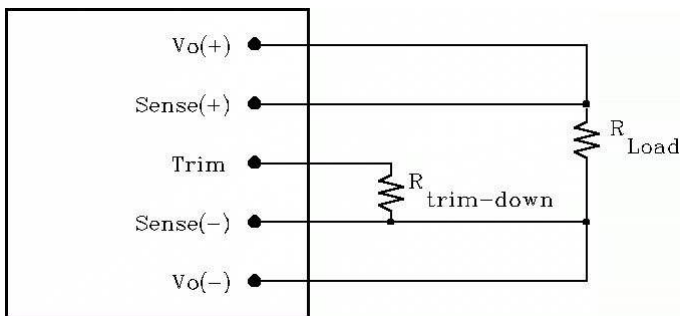 Vo(+)
Sense(+)
R
Load
Trim
R
trim-down
Sense(-)
Vo(-)